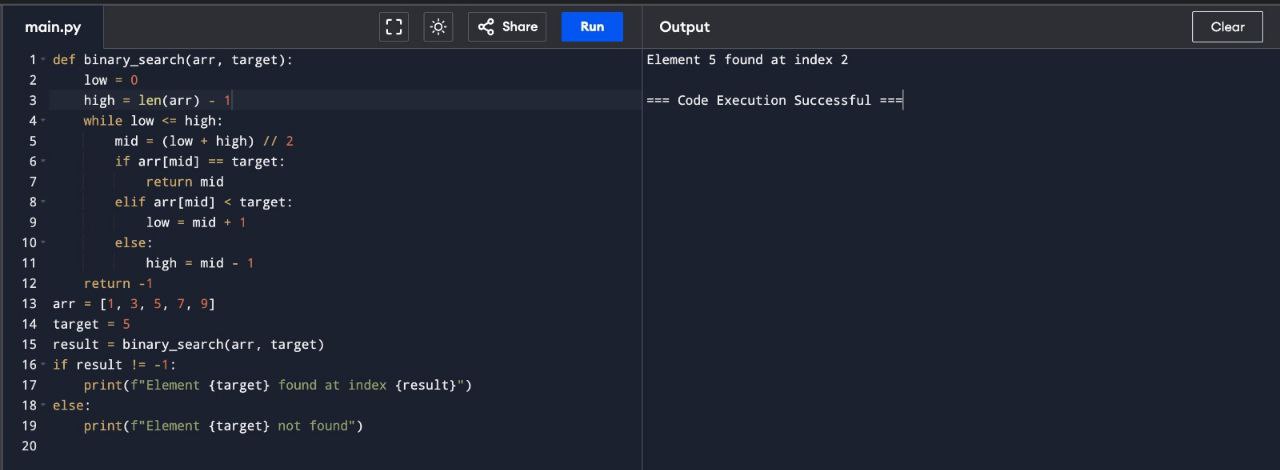 main.py
Share
Run
Output
Clear
1 def binary_search(arr, target):
2     low = 0
3     high = len(arr) - 1
4     while low <= high:
5         mid = (low + high) // 2
6         if arr[mid] == target:
7             return mid
8         elif arr[mid] < target:
9             low = mid + 1
10         else:
11             high = mid - 1
12     return -1
13 arr = [1, 3, 5, 7, 9]
14 target = 5
15 result = binary_search(arr, target)
16 if result != -1:
17     print(f"Element {target} found at index {result}")
18 else:
19     print(f"Element {target} not found")
20
Element 5 found at index 2
=== Code Execution Successful ===